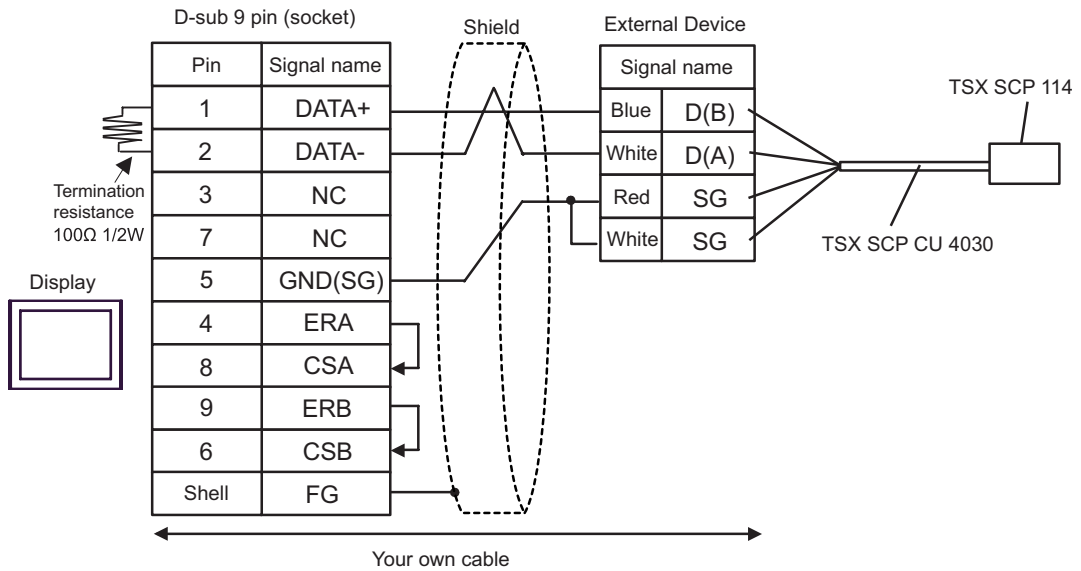 D-sub 9 pin (socket)
Shield
External Device
Pin Signal name
1 DATA+
2 DATA-
3 NC
7 NC
5 GND(SG)
4 ERA
8 CSA
9 ERB
6 CSB
Shell FG
Termination
resistance
100Ω 1/2W
Display
Signal name
Blue D(B)
White D(A)
Red SG
White SG
TSX SCP 114
TSX SCP CU 4030
Your own cable